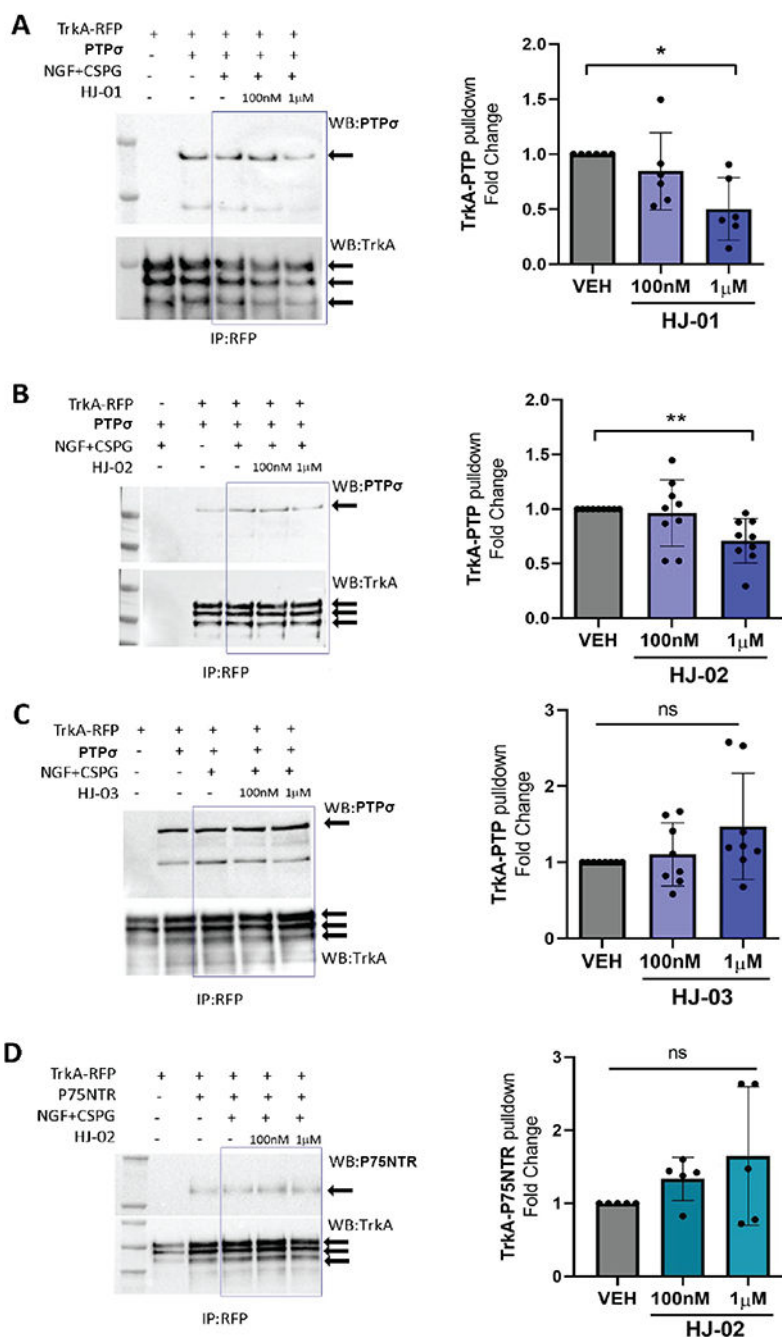 A
TrkA-RFP + + + + +
PTPσ - + + + +
NGF+CSPG - - + + +
HJ-01 - - - 100nM 1µM
WB:PTPσ
WB:TrkA
IP:RFP
TrkA-PTP pulldown
Fold Change
2.0
1.5
1.0
0.5
0.0
*
VEH 100nM 1µM
HJ-01
B
TrkA-RFP - + + + +
PTPσ + + + + +
NGF+CSPG + - + + +
HJ-02 - - - 100nM 1µM
WB:PTPσ
WB:TrkA
IP:RFP
TrkA-PTP pulldown
Fold Change
2.0
1.5
1.0
0.5
0.0
**
VEH 100nM 1µM
HJ-02
C
TrkA-RFP + + + + +
PTPσ - + + + +
NGF+CSPG - - + + +
HJ-03 - - - 100nM 1µM
WB:PTPσ
WB:TrkA
IP:RFP
TrkA-PTP pulldown
Fold Change
3
2
1
0
ns
VEH 100nM 1µM
HJ-03
D
TrkA-RFP + + + + +
P75NTR - + + + +
NGF+CSPG - - + + +
HJ-02 - - - 100nM 1µM
WB:P75NTR
WB:TrkA
IP:RFP
TrkA-P75NTR pulldown
Fold Change
3
2
1
0
ns
VEH 100nM 1µM
HJ-02